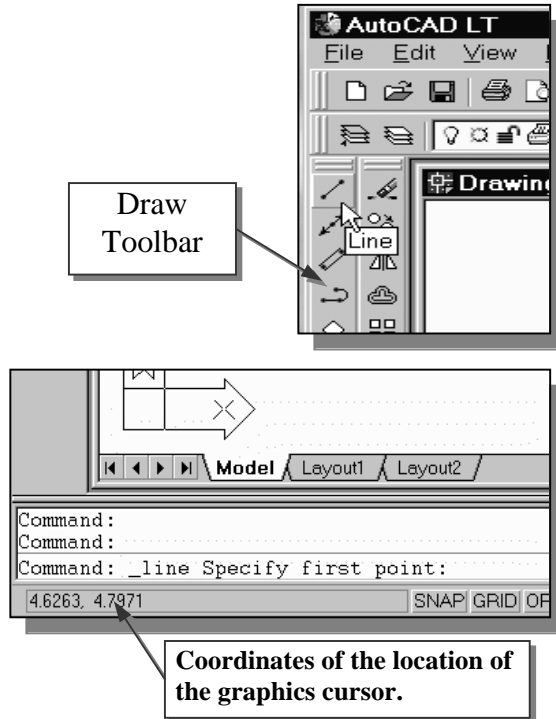 AutoCAD LT
File Edit View
Drawin
Line
Draw
Toolbar
Model Layout1 Layout2
Command:
Command:
Command: _line Specify first point:
4.6263, 4.7971 SNAP GRID
Coordinates of the location of
the graphics cursor.